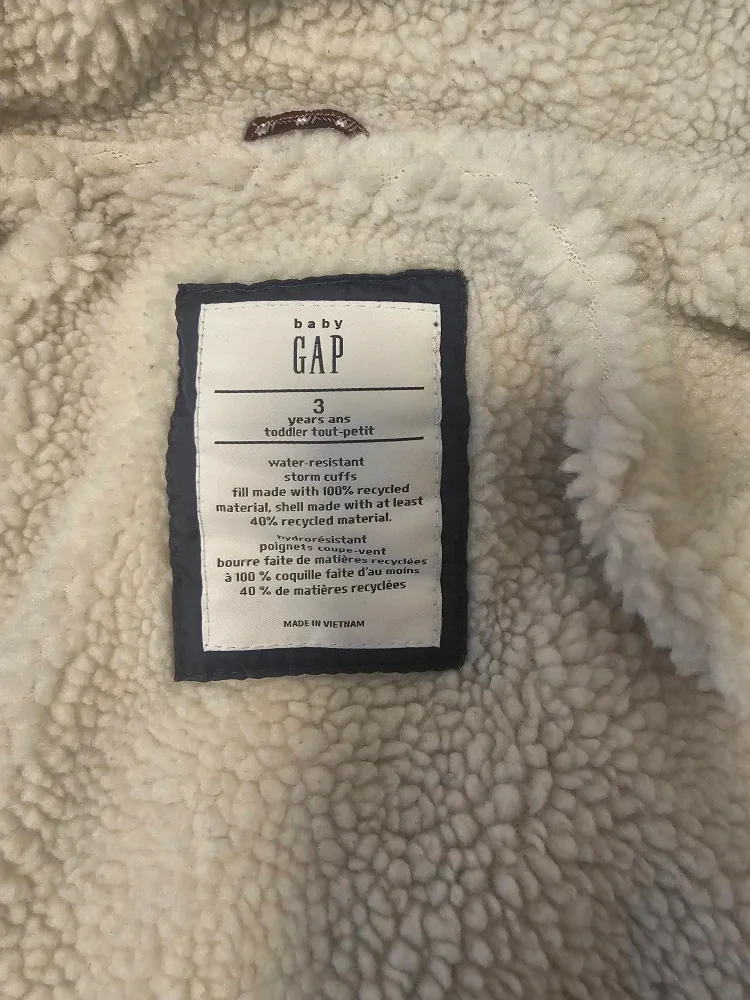 baby
GAP
3
years ans
toddler tout-petit
water-resistant
storm cuffs
fill made with 100% recycled
material, shell made with at least
40% recycled material.
hydrorésistant
poignets coupe-vent
bourre faite de matières recyclées
à 100 % coquille faite d'au moins
40 % de matières recyclées
MADE IN VIETNAM